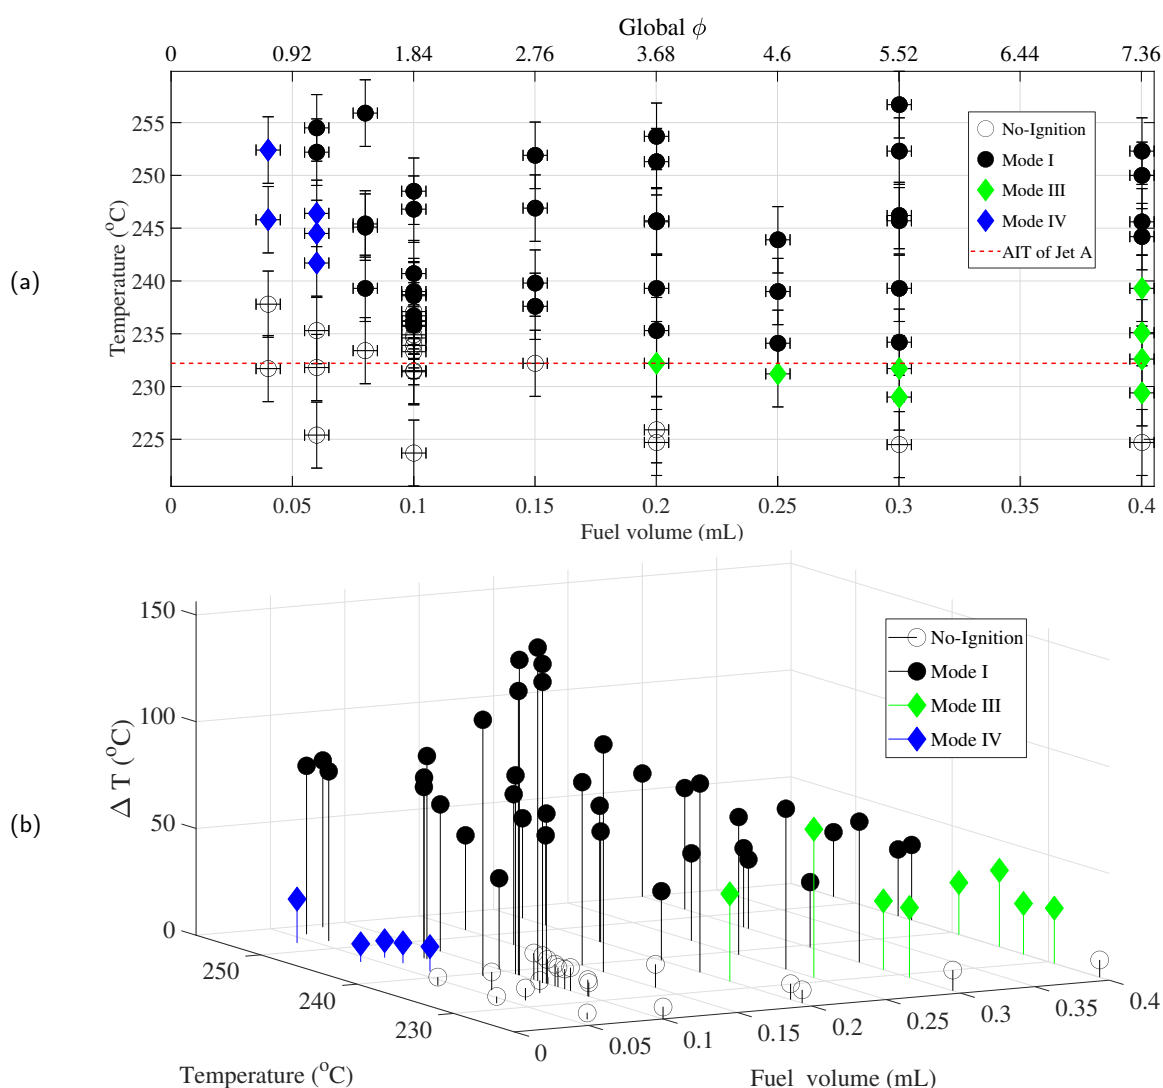 Global ϕ
0 0.92 1.84 2.76 3.68 4.6 5.52 6.44 7.36
(a)
Temperature (°C)
255
250
245
240
235
230
225
No-Ignition
Mode I
Mode III
Mode IV
AIT of Jet A
0 0.05 0.1 0.15 0.2 0.25 0.3 0.35 0.4
Fuel volume (mL)
(b)
Δ T (°C)
150
100
50
0
No-Ignition
Mode I
Mode III
Mode IV
250
240
230
0 0.05 0.1 0.15 0.2 0.25 0.3 0.35 0.4
Temperature (°C)
Fuel volume (mL)